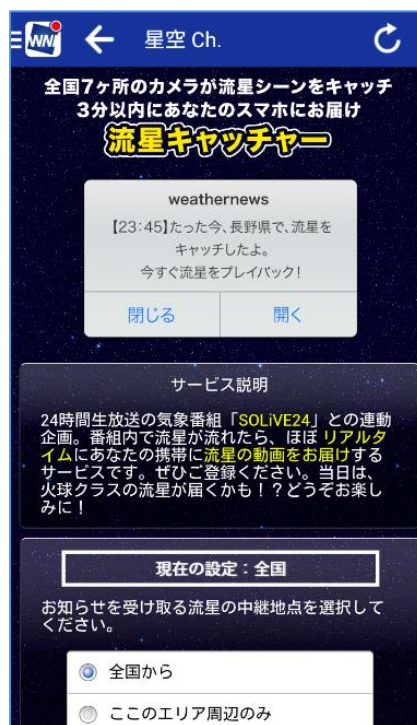 WNI
星空 Ch.
全国7ヶ所のカメラが流星シーンをキャッチ
3分以内にあなたのスマホにお届け
流星キャッチャー
weathernews
【23:45】たった今、長野県で、流星を
キャッチしたよ。
今すぐ流星をプレイバック!
閉じる
開く
サービス説明
24時間生放送の気象番組「SOLiVE24」との連動
企画。番組内で流星が流れたら、ほぼ リアルタ
イムにあなたの携帯に流星の動画をお届けする
サービスです。ぜひご登録ください。当日は、
火球クラスの流星が届くかも!?どうぞお楽し
みに!
現在の設定:全国
お知らせを受け取る流星の中継地点を選択して
ください。
全国から
ここのエリア周辺のみ